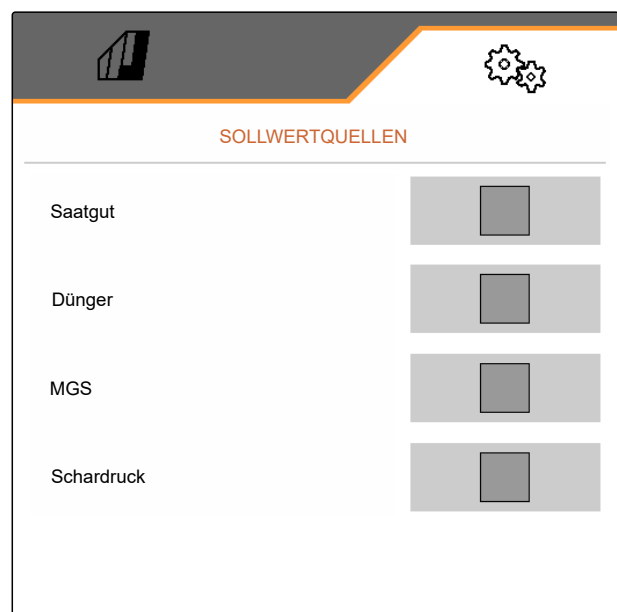 SOLLWERTQUELLEN
Saatgut
Dünger
MGS
Schardruck